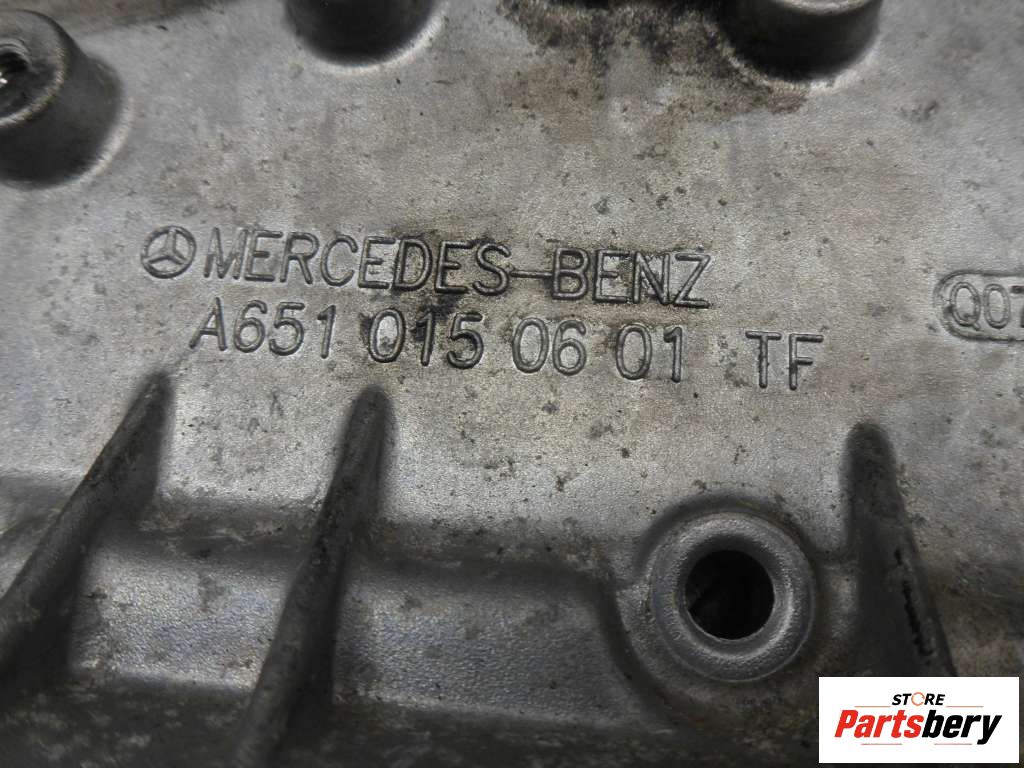 MERCEDES-BENZ
A651 015 06 01 TF
STORE
Partsbery